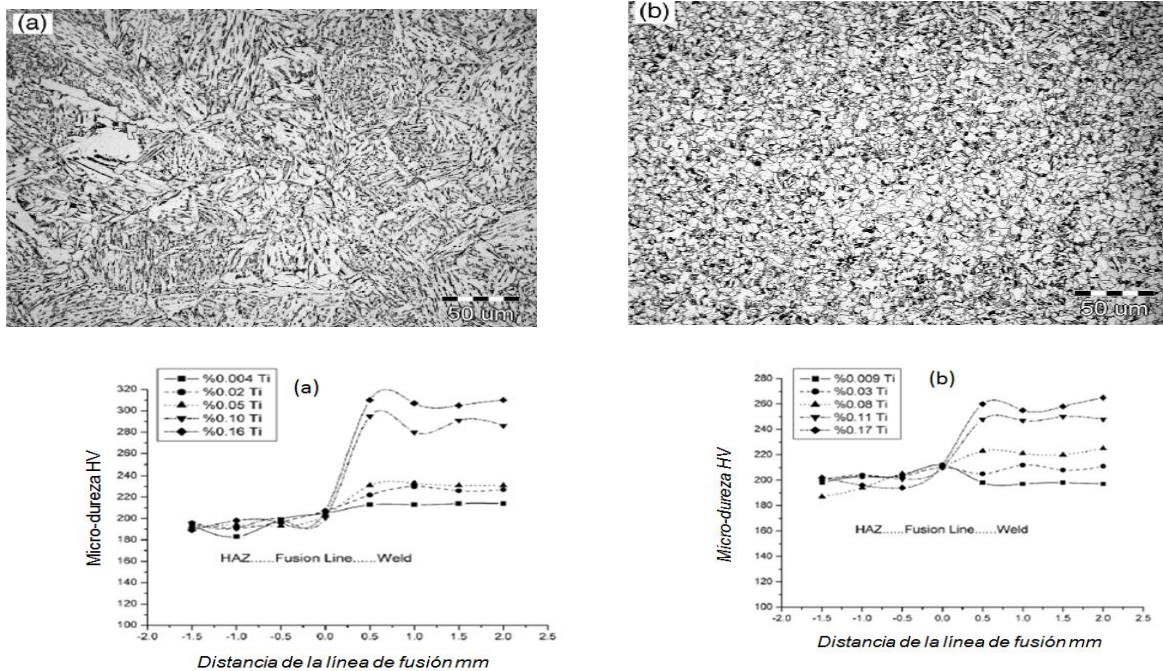 (a)
50 um
(b)
50 um
%0.004 Ti
%0.02 Ti
%0.05 Ti
%0.10 Ti
%0.16 Ti
(a)
Micro-dureza HV
320
300
280
260
240
220
200
180
160
140
120
100
HAZ......Fusion Line.....Weld
-2.0 -1.5 -1.0 -0.5 0.0 0.5 1.0 1.5 2.0 2.5
Distancia de la línea de fusión mm
%0.009 Ti
%0.03 Ti
%0.08 Ti
%0.11 Ti
%0.17 Ti
(b)
Micro-dureza HV
280
260
240
220
200
180
160
140
120
100
HAZ......Fusion Line.....Weld
-2.0 -1.5 -1.0 -0.5 0.0 0.5 1.0 1.5 2.0 2.5
Distancia de la línea de fusión mm